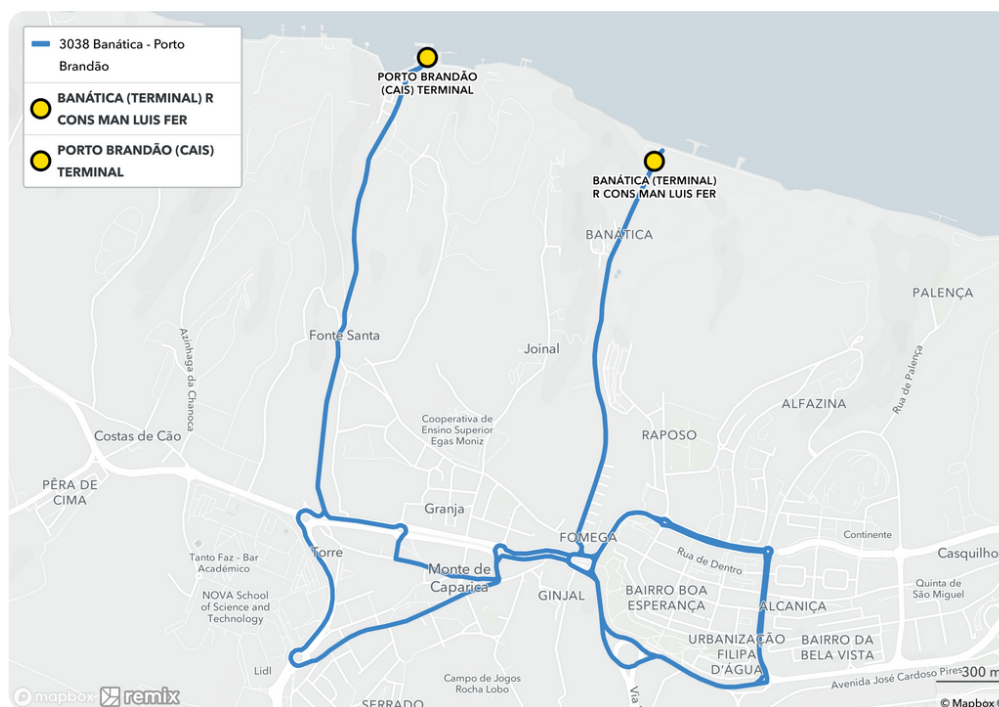 3038 Banática - Porto
Brandão
BANÁTICA (TERMINAL) R
CONS MAN LUIS FER
PORTO BRANDÃO (CAIS)
TERMINAL
PORTO BRANDÃO
(CAIS) TERMINAL
BANÁTICA (TERMINAL)
R CONS MAN LUIS FER
BANÁTICA
PALENÇA
Fonte Santa
Azinhaga da Chanoca
Joinal
Rua de Palença
ALFAZINA
Cooperativa de
Ensino Superior
Egas Moniz
Costas de Cão
RAPOSO
PÊRA DE
CIMA
Granja
FOMEGA
Continente
Torre
Tanto Faz - Bar
Académico
Rua de Dentro
Casquilho
Monte de
Caparica
NOVA School
of Science and
Technology
GINJAL
BAIRRO BOA
ESPERANÇA
ALCANIÇA
Quinta de
São Miguel
URBANIZAÇÃO
FILIPA
D'ÁGUA
BAIRRO DA
BELA VISTA
Lidl
Campo de Jogos
Rocha Lobo
Avenida José Cardoso Pires
300 m
SERRADO
Via
mapbox
remix
© Mapbox